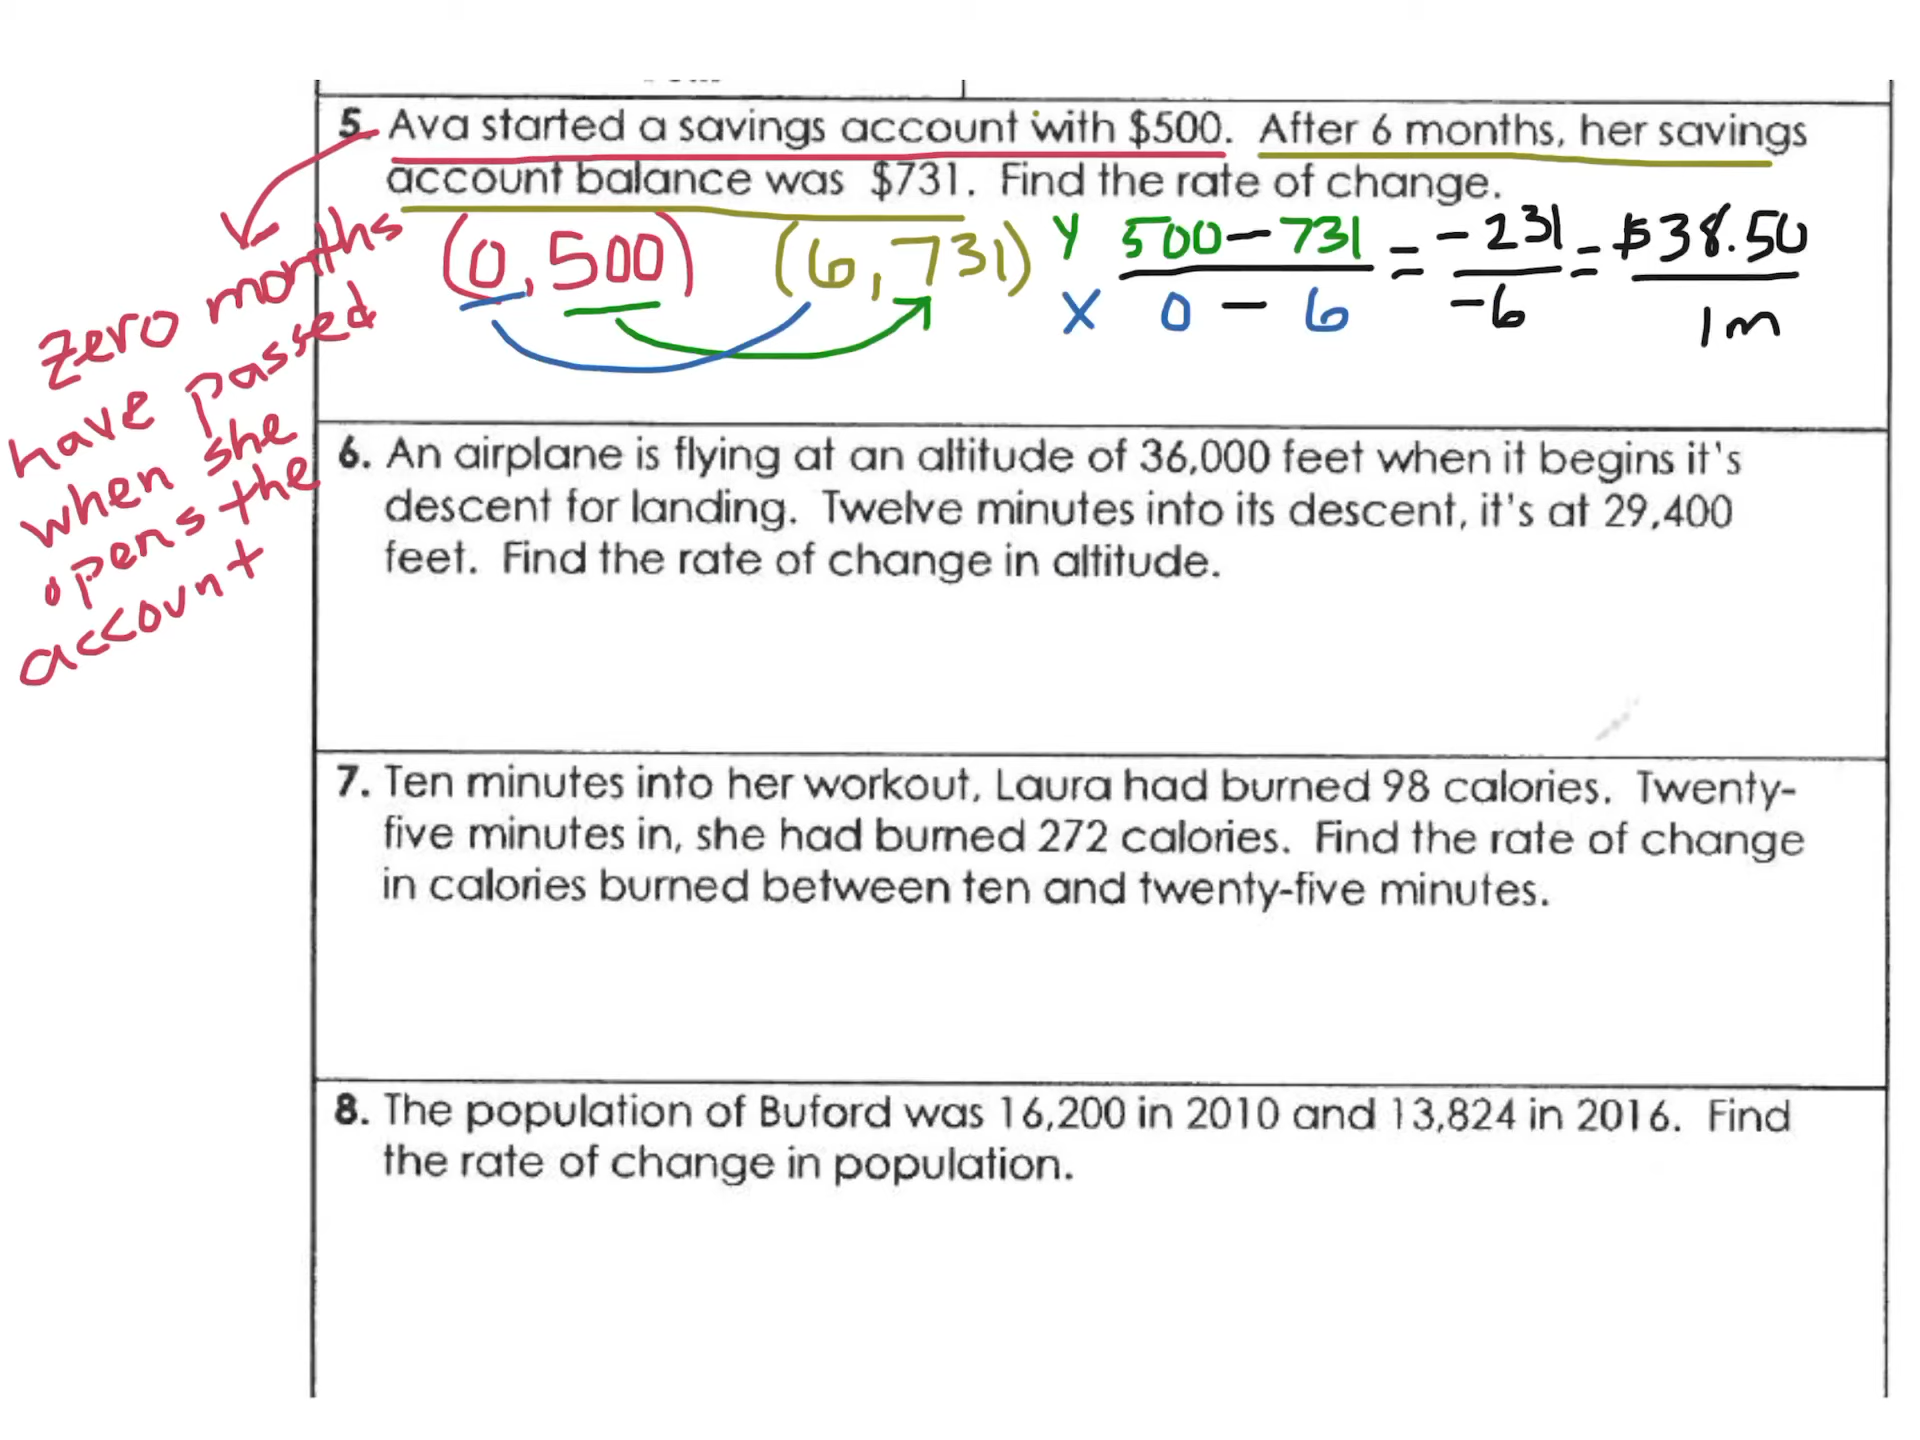 5. Ava started a savings account with $500. After 6 months, her savings
account balance was $731. Find the rate of change.
(0, 500) (6, 731) Y 500 - 731 = -231 = $38.50
X 0 - 6 -6 1m
zero months
have passed
when she
opens the
account
6. An airplane is flying at an altitude of 36,000 feet when it begins it's
descent for landing. Twelve minutes into its descent, it's at 29,400
feet. Find the rate of change in altitude.
7. Ten minutes into her workout, Laura had burned 98 calories. Twenty-
five minutes in, she had burned 272 calories. Find the rate of change
in calories burned between ten and twenty-five minutes.
8. The population of Buford was 16,200 in 2010 and 13,824 in 2016. Find
the rate of change in population.